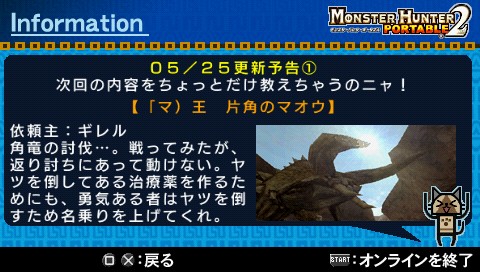 Information
MONSTER HUNTER
PORTABLE 2
05/25更新予告①
次回の内容をちょっとだけ教えちゃうのニャ！
【「マ）王　片角のマオウ】
依頼主：ギレル
角竜の討伐…。戦ってみたが、
返り討ちにあって動けない。ヤ
ツを倒してある治療薬を作るた
めにも、勇気ある者はヤツを倒
すため名乗りを上げてくれ。
□ ×:戻る
START:オンラインを終了